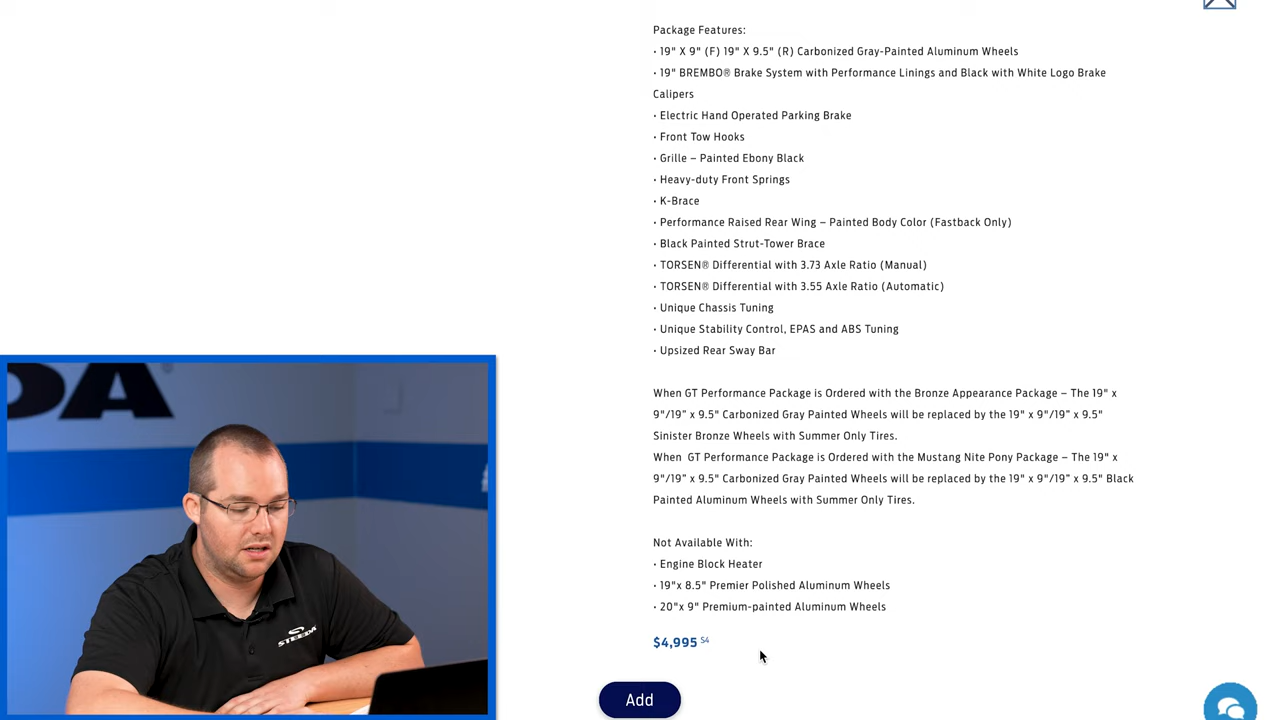 Package Features:
· 19" X 9" (F) 19" X 9.5" (R) Carbonized Gray-Painted Aluminum Wheels
· 19" BREMBO® Brake System with Performance Linings and Black with White Logo Brake
Calipers
· Electric Hand Operated Parking Brake
· Front Tow Hooks
· Grille – Painted Ebony Black
· Heavy-duty Front Springs
· K-Brace
· Performance Raised Rear Wing – Painted Body Color (Fastback Only)
· Black Painted Strut-Tower Brace
· TORSEN® Differential with 3.73 Axle Ratio (Manual)
· TORSEN® Differential with 3.55 Axle Ratio (Automatic)
· Unique Chassis Tuning
· Unique Stability Control, EPAS and ABS Tuning
· Upsized Rear Sway Bar
When GT Performance Package is Ordered with the Bronze Appearance Package – The 19" x
9"/19" x 9.5" Carbonized Gray Painted Wheels will be replaced by the 19" x 9"/19" x 9.5"
Sinister Bronze Wheels with Summer Only Tires.
When GT Performance Package is Ordered with the Mustang Nite Pony Package – The 19" x
9"/19" x 9.5" Carbonized Gray Painted Wheels will be replaced by the 19" x 9"/19" x 9.5" Black
Painted Aluminum Wheels with Summer Only Tires.
Not Available With:
· Engine Block Heater
· 19"x 8.5" Premier Polished Aluminum Wheels
· 20"x 9" Premium-painted Aluminum Wheels
$4,995 S4
Add
DA.
STEEDA